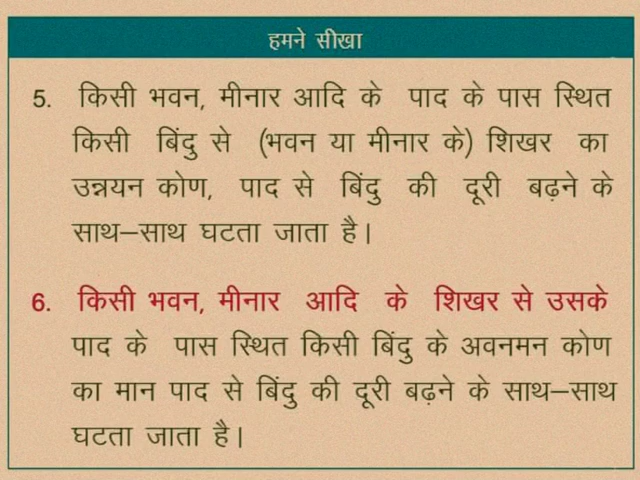 हमने सीखा
5. किसी भवन, मीनार आदि के पाद के पास स्थित
किसी बिंदु से (भवन या मीनार के) शिखर का
उन्नयन कोण, पाद से बिंदु की दूरी बढ़ने के
साथ–साथ घटता जाता है।
6. किसी भवन, मीनार आदि के शिखर से उसके
पाद के पास स्थित किसी बिंदु के अवनमन कोण
का मान पाद से बिंदु की दूरी बढ़ने के साथ–साथ
घटता जाता है।